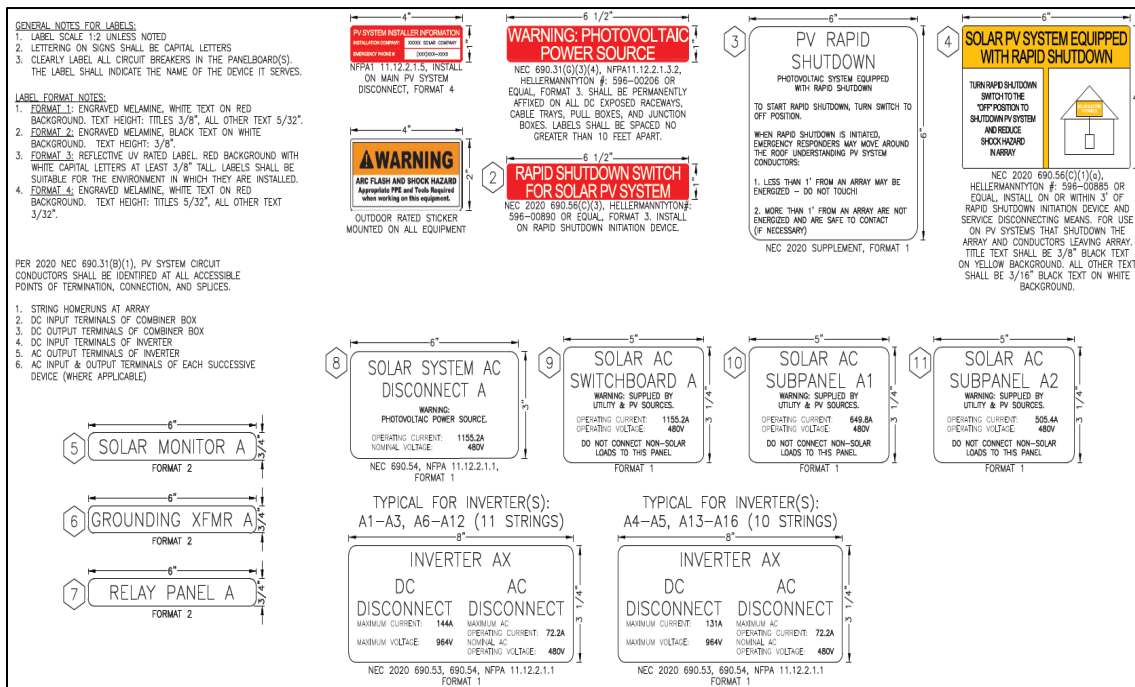 GENERAL NOTES FOR LABELS:
1. LABEL SCALE 1:2 UNLESS NOTED
2. LETTERING ON SIGNS SHALL BE CAPITAL LETTERS
3. CLEARLY LABEL ALL CIRCUIT BREAKERS IN THE PANELBOARD(S).
THE LABEL SHALL INDICATE THE NAME OF THE DEVICE IT SERVES.
LABEL FORMAT NOTES:
1. FORMAT 1: ENGRAVED MELAMINE, WHITE TEXT ON RED
BACKGROUND. TEXT HEIGHT: TITLES 3/8", ALL OTHER TEXT 5/32".
2. FORMAT 2: ENGRAVED MELAMINE, BLACK TEXT ON WHITE
BACKGROUND. TEXT HEIGHT: 3/8".
3. FORMAT 3: REFLECTIVE UV RATED LABEL. RED BACKGROUND WITH
WHITE CAPITAL LETTERS AT LEAST 3/8" TALL. LABELS SHALL BE
SUITABLE FOR THE ENVIRONMENT IN WHICH THEY ARE INSTALLED.
4. FORMAT 4: ENGRAVED MELAMINE, WHITE TEXT ON RED
BACKGROUND. TEXT HEIGHT: TITLES 5/32", ALL OTHER TEXT
3/32".
PER 2020 NEC 690.31(B)(1), PV SYSTEM CIRCUIT
CONDUCTORS SHALL BE IDENTIFIED AT ALL ACCESSIBLE
POINTS OF TERMINATION, CONNECTION, AND SPLICES.
1. STRING HOMERUNS AT ARRAY
2. DC INPUT TERMINALS OF COMBINER BOX
3. DC OUTPUT TERMINALS OF COMBINER BOX
4. DC INPUT TERMINALS OF INVERTER
5. AC OUTPUT TERMINALS OF INVERTER
6. AC INPUT & OUTPUT TERMINALS OF EACH SUCCESSIVE
DEVICE (WHERE APPLICABLE)
4"
PV SYSTEM INSTALLER INFORMATION
INSTALLATION COMPANY: XXXXX SOLAR COMPANY
EMERGENCY PHONE #: (XXX)XXX-XXXX
1"
NFPA1 11.12.2.1.5, INSTALL
ON MAIN PV SYSTEM
DISCONNECT, FORMAT 4
4"
WARNING
ARC FLASH AND SHOCK HAZARD
Appropriate PPE and Tools Required
when working on this equipment.
2"
OUTDOOR RATED STICKER
MOUNTED ON ALL EQUIPMENT
6 1/2"
WARNING: PHOTOVOLTAIC
POWER SOURCE
1"
NEC 690.31(G)(3)(4), NFPA11.12.2.1.3.2,
HELLERMANNTYTON #: 596-00206 OR
EQUAL, FORMAT 3. SHALL BE PERMANENTLY
AFFIXED ON ALL DC EXPOSED RACEWAYS,
CABLE TRAYS, PULL BOXES, AND JUNCTION
BOXES. LABELS SHALL BE SPACED NO
GREATER THAN 10 FEET APART.
2
6 1/2"
RAPID SHUTDOWN SWITCH
FOR SOLAR PV SYSTEM
1"
NEC 2020 690.56(C)(3), HELLERMANNTYTON#:
596-00890 OR EQUAL, FORMAT 3. INSTALL
ON RAPID SHUTDOWN INITIATION DEVICE.
3
6"
PV RAPID
SHUTDOWN
PHOTOVOLTAIC SYSTEM EQUIPPED
WITH RAPID SHUTDOWN
TO START RAPID SHUTDOWN, TURN SWITCH TO
OFF POSITION.
WHEN RAPID SHUTDOWN IS INITIATED,
EMERGENCY RESPONDERS MAY MOVE AROUND
THE ROOF UNDERSTANDING PV SYSTEM
CONDUCTORS:
1. LESS THAN 1' FROM AN ARRAY MAY BE
ENERGIZED – DO NOT TOUCH!
2. MORE THAN 1' FROM AN ARRAY ARE NOT
ENERGIZED AND ARE SAFE TO CONTACT
(IF NECESSARY)
6"
NEC 2020 SUPPLEMENT, FORMAT 1
4
6"
SOLAR PV SYSTEM EQUIPPED
WITH RAPID SHUTDOWN
TURN RAPID SHUTDOWN
SWITCH TO THE
"OFF" POSITION TO
SHUTDOWN PV SYSTEM
AND REDUCE
SHOCK HAZARD
IN ARRAY
NEC 2020 690.56(C)(1)(a),
HELLERMANNTYTON #: 596-00885 OR
EQUAL, INSTALL ON OR WITHIN 3' OF
RAPID SHUTDOWN INITIATION DEVICE AND
SERVICE DISCONNECTING MEANS. FOR USE
ON PV SYSTEMS THAT SHUTDOWN THE
ARRAY AND CONDUCTORS LEAVING ARRAY.
TITLE TEXT SHALL BE 3/8" BLACK TEXT
ON YELLOW BACKGROUND. ALL OTHER TEXT
SHALL BE 3/16" BLACK TEXT ON WHITE
BACKGROUND.
5
6"
SOLAR MONITOR A
3/4"
FORMAT 2
6
6"
GROUNDING XFMR A
3/4"
FORMAT 2
7
6"
RELAY PANEL A
3/4"
FORMAT 2
8
6"
SOLAR SYSTEM AC
DISCONNECT A
WARNING:
PHOTOVOLTAIC POWER SOURCE.
OPERATING CURRENT: 1155.2A
NOMINAL VOLTAGE: 480V
3"
NEC 690.54, NFPA 11.12.2.1.1,
FORMAT 1
9
5"
SOLAR AC
SWITCHBOARD A
WARNING: SUPPLIED BY
UTILITY & PV SOURCES.
OPERATING CURRENT: 1155.2A
OPERATING VOLTAGE: 480V
DO NOT CONNECT NON-SOLAR
LOADS TO THIS PANEL
3 1/4"
FORMAT 1
10
5"
SOLAR AC
SUBPANEL A1
WARNING: SUPPLIED BY
UTILITY & PV SOURCES.
OPERATING CURRENT: 649.8A
OPERATING VOLTAGE: 480V
DO NOT CONNECT NON-SOLAR
LOADS TO THIS PANEL
3 1/4"
FORMAT 1
11
5"
SOLAR AC
SUBPANEL A2
WARNING: SUPPLIED BY
UTILITY & PV SOURCES.
OPERATING CURRENT: 505.4A
OPERATING VOLTAGE: 480V
DO NOT CONNECT NON-SOLAR
LOADS TO THIS PANEL
3 1/4"
FORMAT 1
TYPICAL FOR INVERTER(S):
A1-A3, A6-A12 (11 STRINGS)
8"
INVERTER AX
DC
DISCONNECT
MAXIMUM CURRENT: 144A
MAXIMUM VOLTAGE: 964V
AC
DISCONNECT
MAXIMUM AC
OPERATING CURRENT: 72.2A
NOMINAL AC
OPERATING VOLTAGE: 480V
3 1/4"
NEC 2020 690.53, 690.54, NFPA 11.12.2.1.1
FORMAT 1
TYPICAL FOR INVERTER(S):
A4-A5, A13-A16 (10 STRINGS)
8"
INVERTER AX
DC
DISCONNECT
MAXIMUM CURRENT: 131A
MAXIMUM VOLTAGE: 964V
AC
DISCONNECT
MAXIMUM AC
OPERATING CURRENT: 72.2A
NOMINAL AC
OPERATING VOLTAGE: 480V
3 1/4"
NEC 2020 690.53, 690.54, NFPA 11.12.2.1.1
FORMAT 1